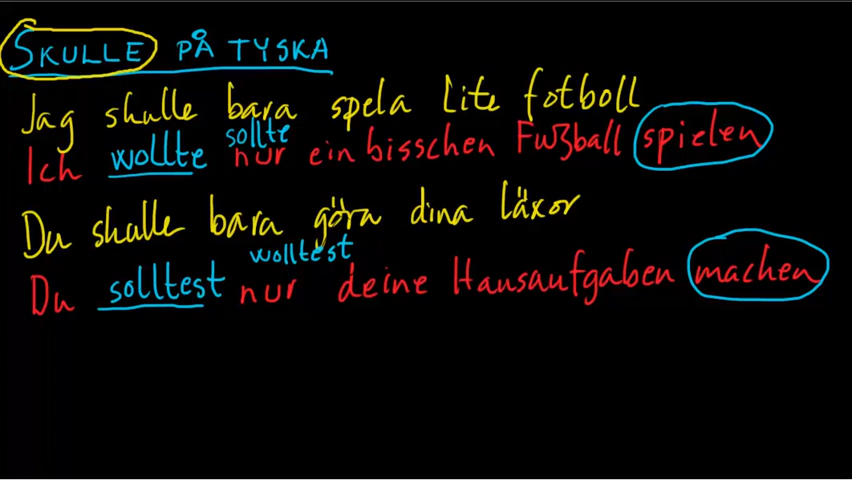 SKULLE PÅ TYSKA
Jag skulle bara spela lite fotboll
sollte
Ich wollte nur ein bisschen Fußball spielen
Du skulle bara göra dina läxor
wolltest
Du solltest nur deine Hausaufgaben machen